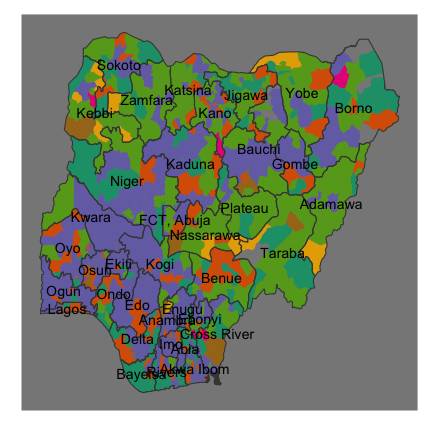 Sokoto
Katsina
Jigawa
Yobe
Zamfara
Kebbi
Kano
Borno
Bauchi
Kaduna
Gombe
Niger
Adamawa
Plateau
Kwara
FCT, Abuja
Nassarawa
Oyo
Taraba
Ekiti
Kogi
Osun
Benue
Ogun
Ondo
Edo
Lagos
Enugu
Anambra
Ebonyi
Cross River
Delta
Imo
Abia
Bayelsa
Rivers
Akwa Ibom